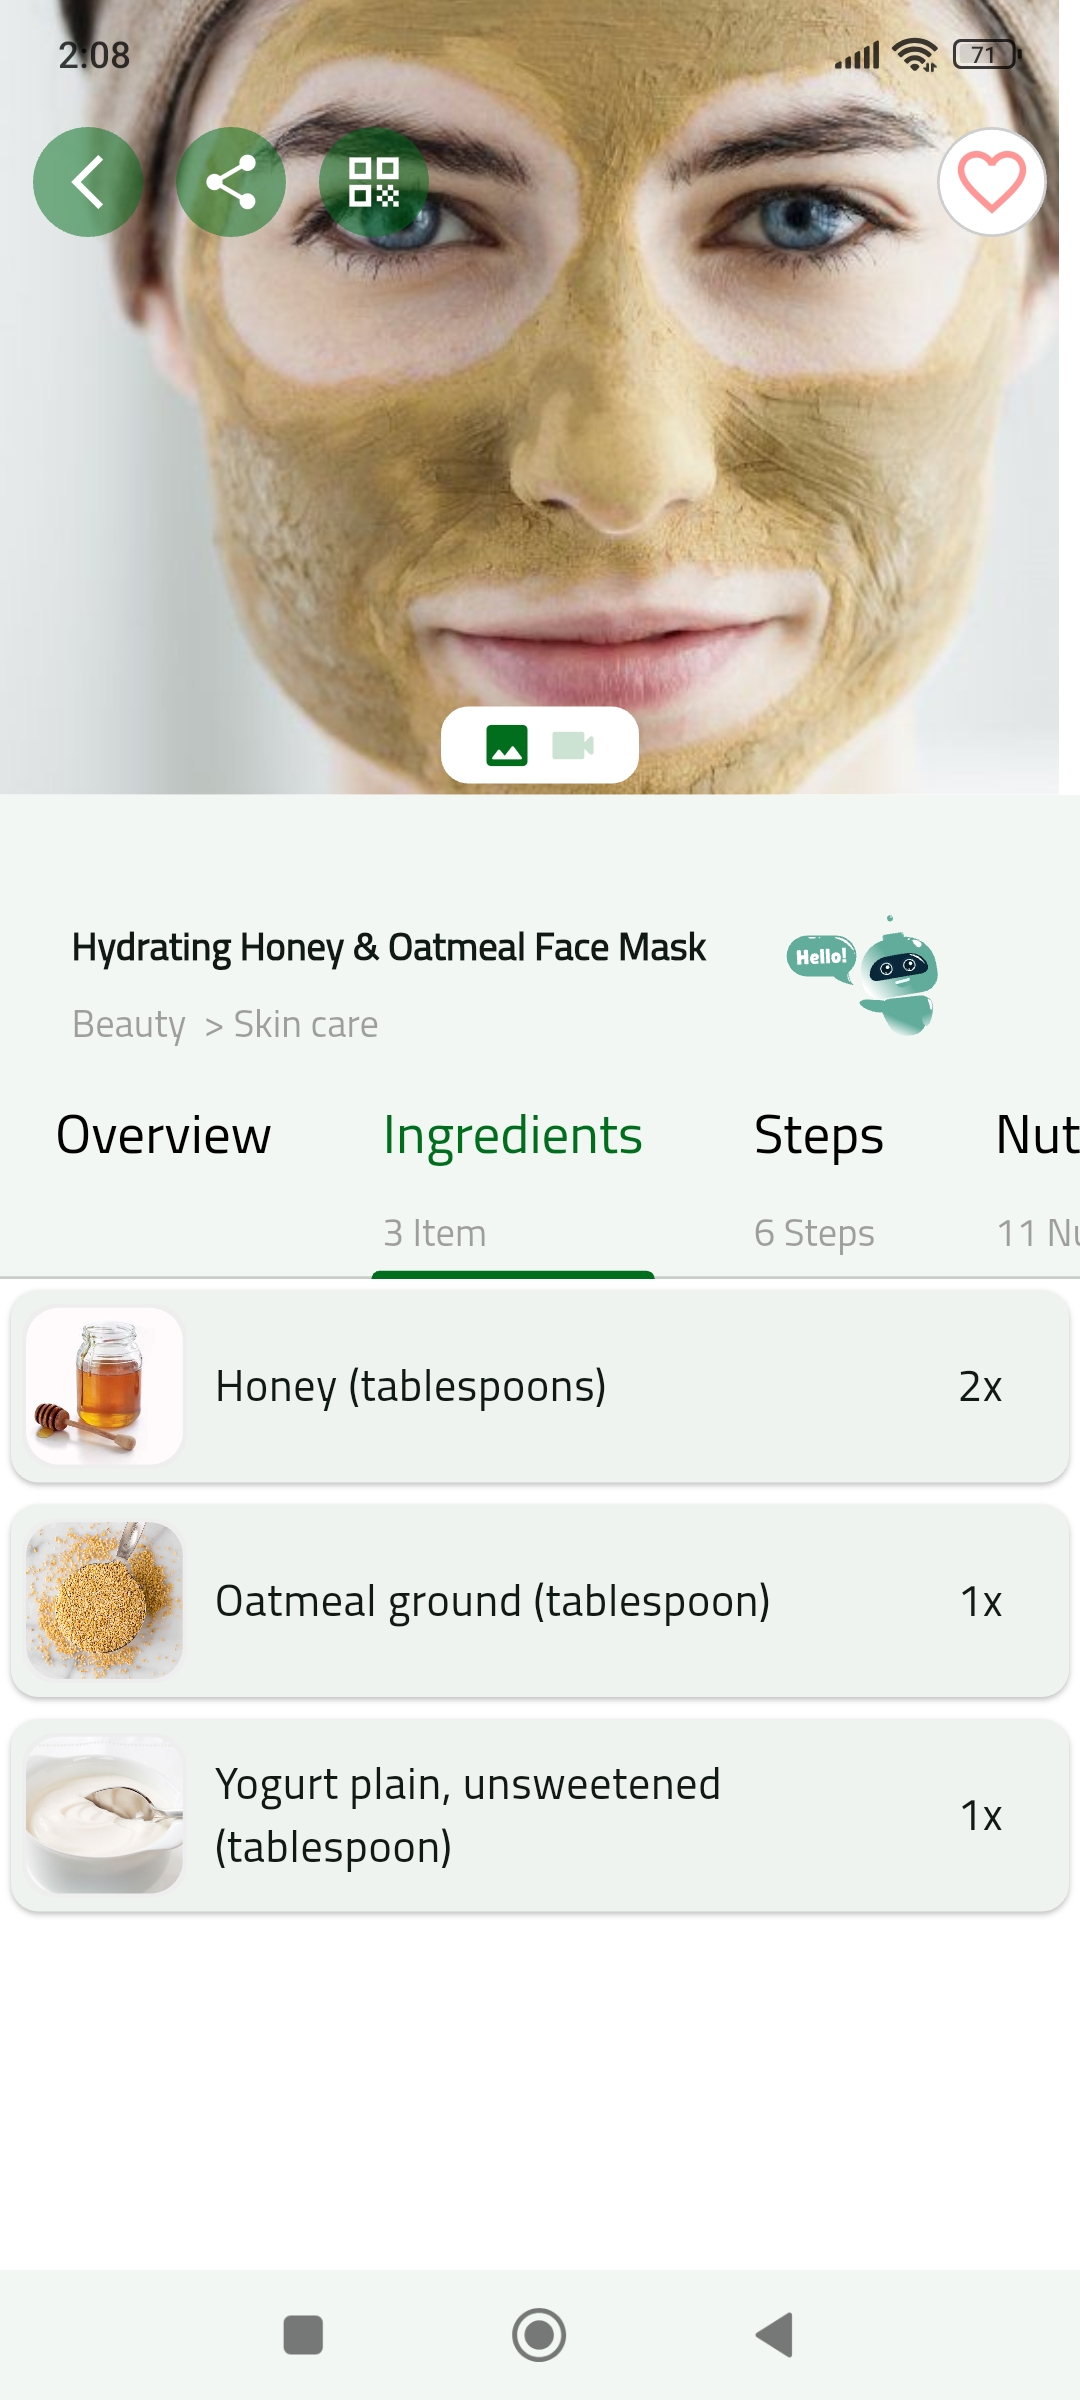 2:08
71
Hydrating Honey & Oatmeal Face Mask
Hello!
Beauty > Skin care
Overview
Ingredients
Steps
Nut
3 Item
6 Steps
11 Nu
Honey (tablespoons)
2x
Oatmeal ground (tablespoon)
1x
Yogurt plain, unsweetened
(tablespoon)
1x